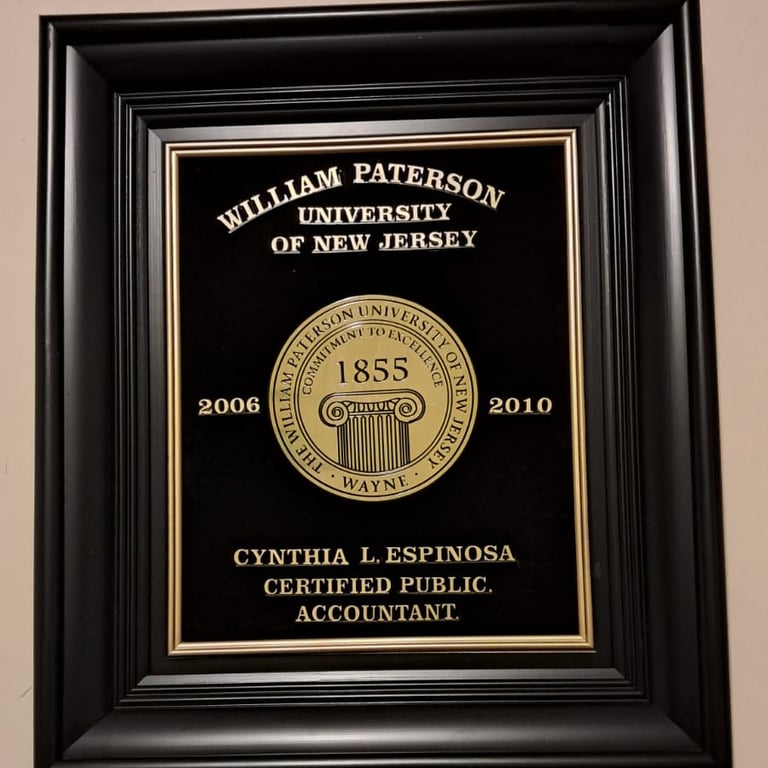 WILLIAM PATERSON
UNIVERSITY
OF NEW JERSEY
THE WILLIAM PATERSON UNIVERSITY OF NEW JERSEY
COMMITMENT TO EXCELLENCE
1855
2006
2010
· WAYNE ·
CYNTHIA L. ESPINOSA
CERTIFIED PUBLIC.
ACCOUNTANT.